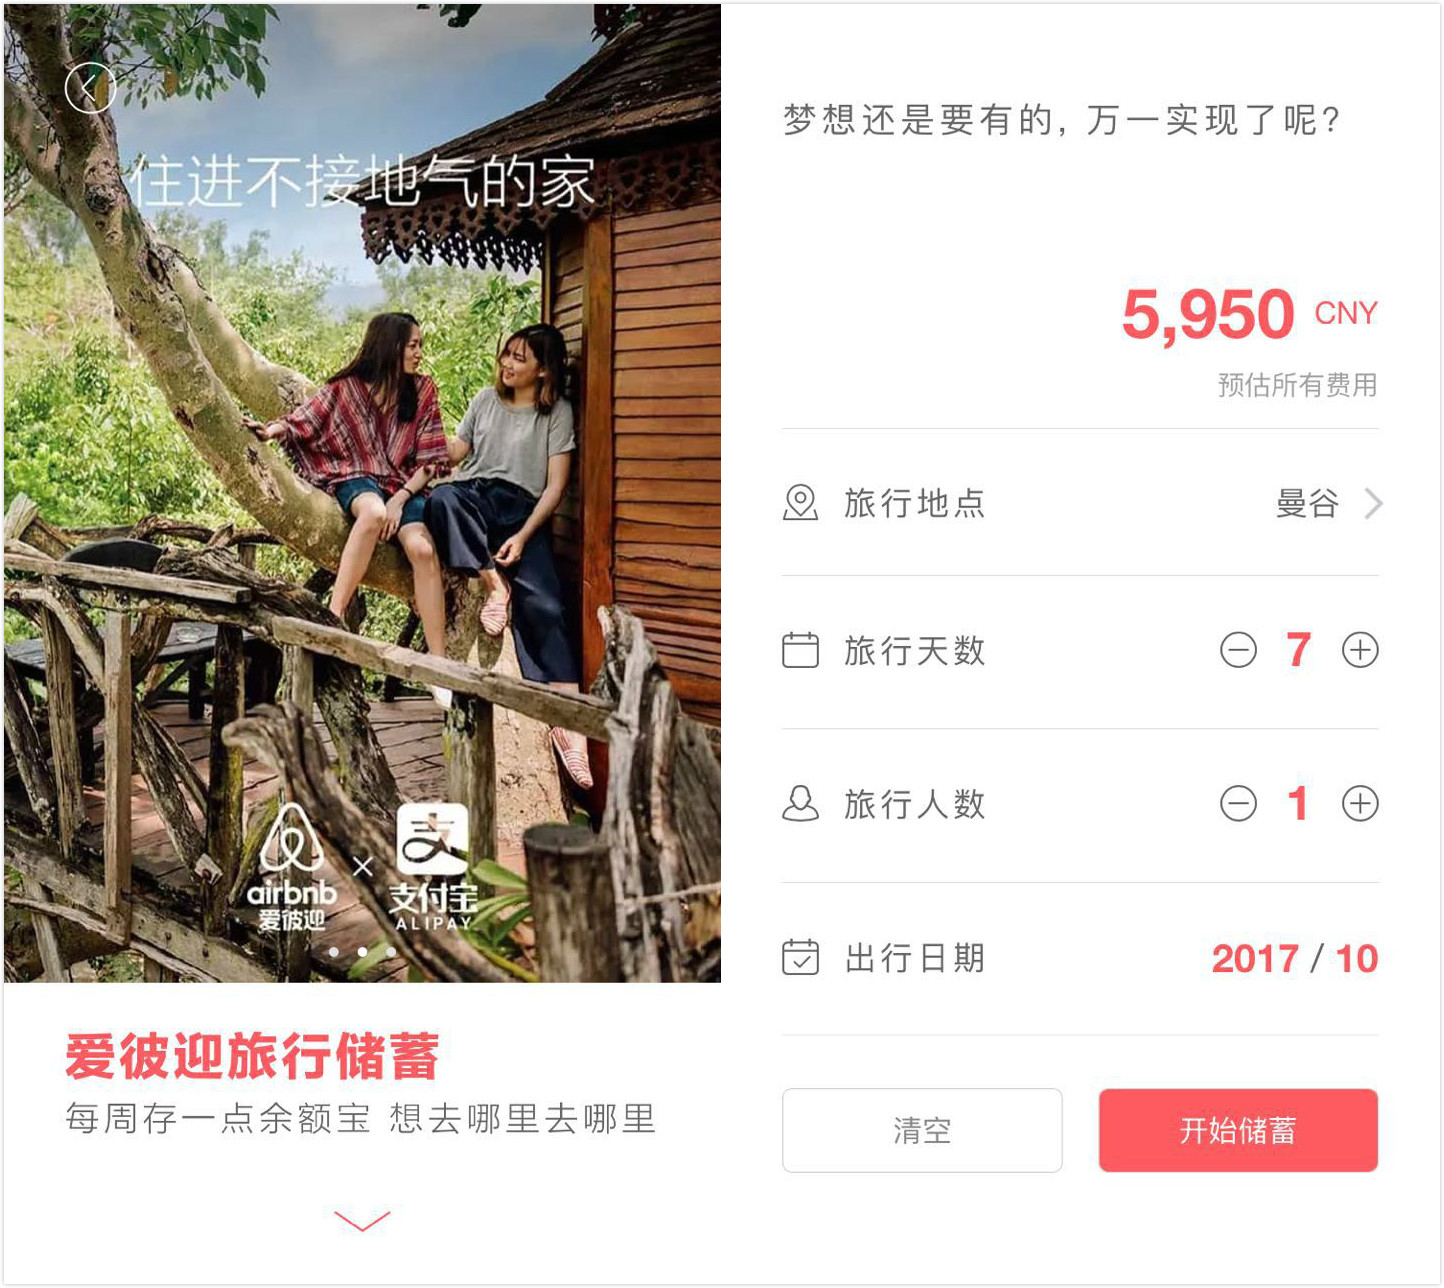 住进不接地气的家
airbnb
爱彼迎
×
支
支付宝
ALIPAY
爱彼迎旅行储蓄
每周存一点余额宝 想去哪里去哪里
梦想还是要有的, 万一实现了呢?
5,950 CNY
预估所有费用
旅行地点 曼谷
旅行天数 7
旅行人数 1
出行日期 2017 / 10
清空 开始储蓄